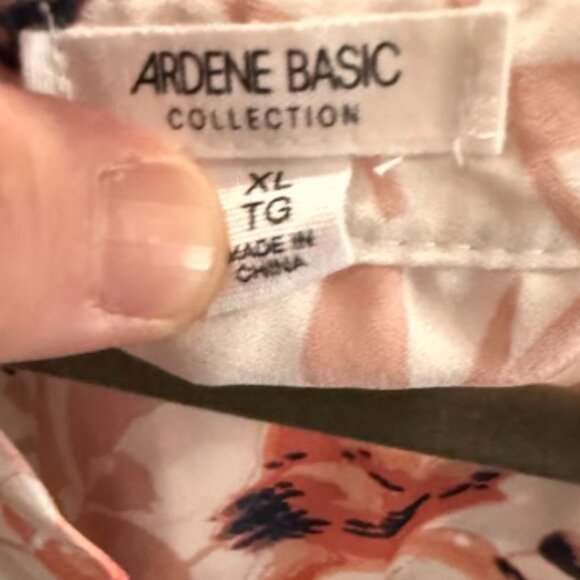 ARDENE BASIC
COLLECTION
XL
TG
MADE IN
CHINA